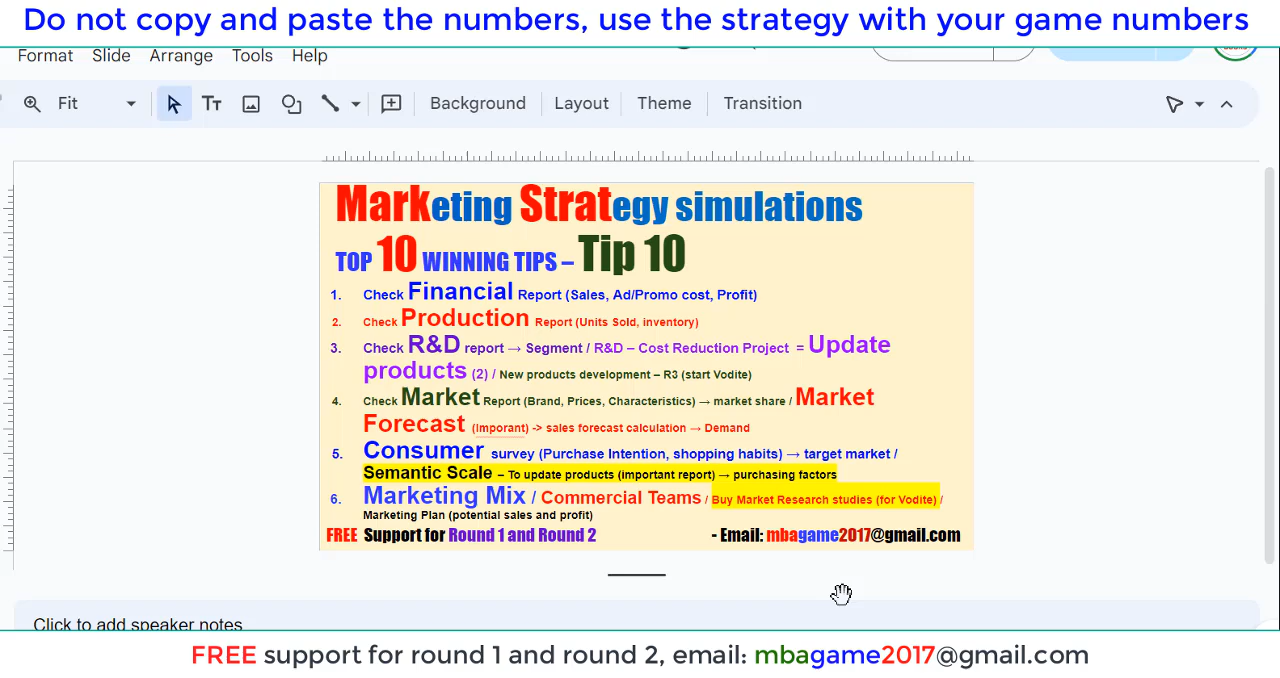 Do not copy and paste the numbers, use the strategy with your game numbers
Format Slide Arrange Tools Help
Fit Background Layout Theme Transition
Marketing Strategy simulations
TOP 10 WINNING TIPS – Tip 10
1. Check Financial Report (Sales, Ad/Promo cost, Profit)
2. Check Production Report (Units Sold, inventory)
3. Check R&D report → Segment / R&D – Cost Reduction Project = Update
products (2) / New products development – R3 (start Vodite)
4. Check Market Report (Brand, Prices, Characteristics) → market share / Market
Forecast (Imporant) -> sales forecast calculation → Demand
5. Consumer survey (Purchase Intention, shopping habits) → target market /
Semantic Scale – To update products (important report) → purchasing factors
6. Marketing Mix / Commercial Teams / Buy Market Research studies (for Vodite) /
Marketing Plan (potential sales and profit)
FREE Support for Round 1 and Round 2 - Email: mbagame2017@gmail.com
Click to add speaker notes
FREE support for round 1 and round 2, email: mbagame2017@gmail.com